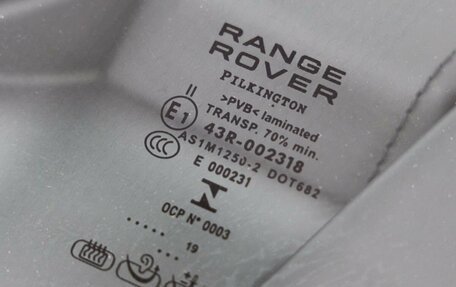 RANGE
ROVER
PILKINGTON
>PVB< laminated
TRANSP. 70% min.
II
E1
43R-002318
CCC
AS1M1250-2 DOT682
E 000231
OCP N° 0003
..... 19 ......